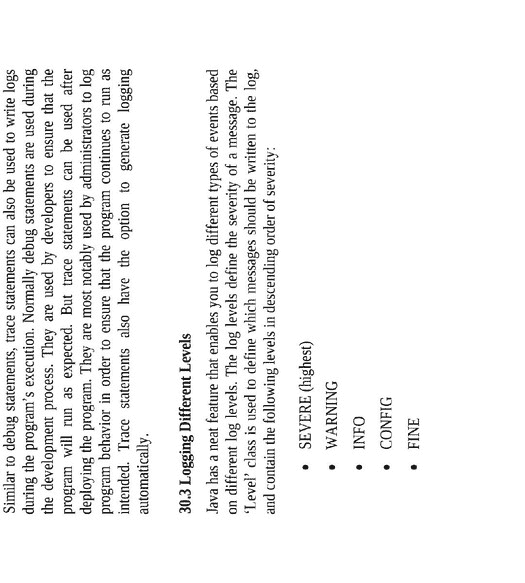 Similar to debug statements, trace statements can also be used to write logs
during the program's execution. Normally debug statements are used during
the development process. They are used by developers to ensure that the
program will run as expected. But trace statements can be used after
deploying the program. They are most notably used by administrators to log
program behavior in order to ensure that the program continues to run as
intended. Trace statements also have the option to generate logging
automatically.
30.3 Logging Different Levels
Java has a neat feature that enables you to log different types of events based
on different log levels. The log levels define the severity of a message. The
'Level' class is used to define which messages should be written to the log,
and contain the following levels in descending order of severity:
• SEVERE (highest)
• WARNING
• INFO
• CONFIG
• FINE